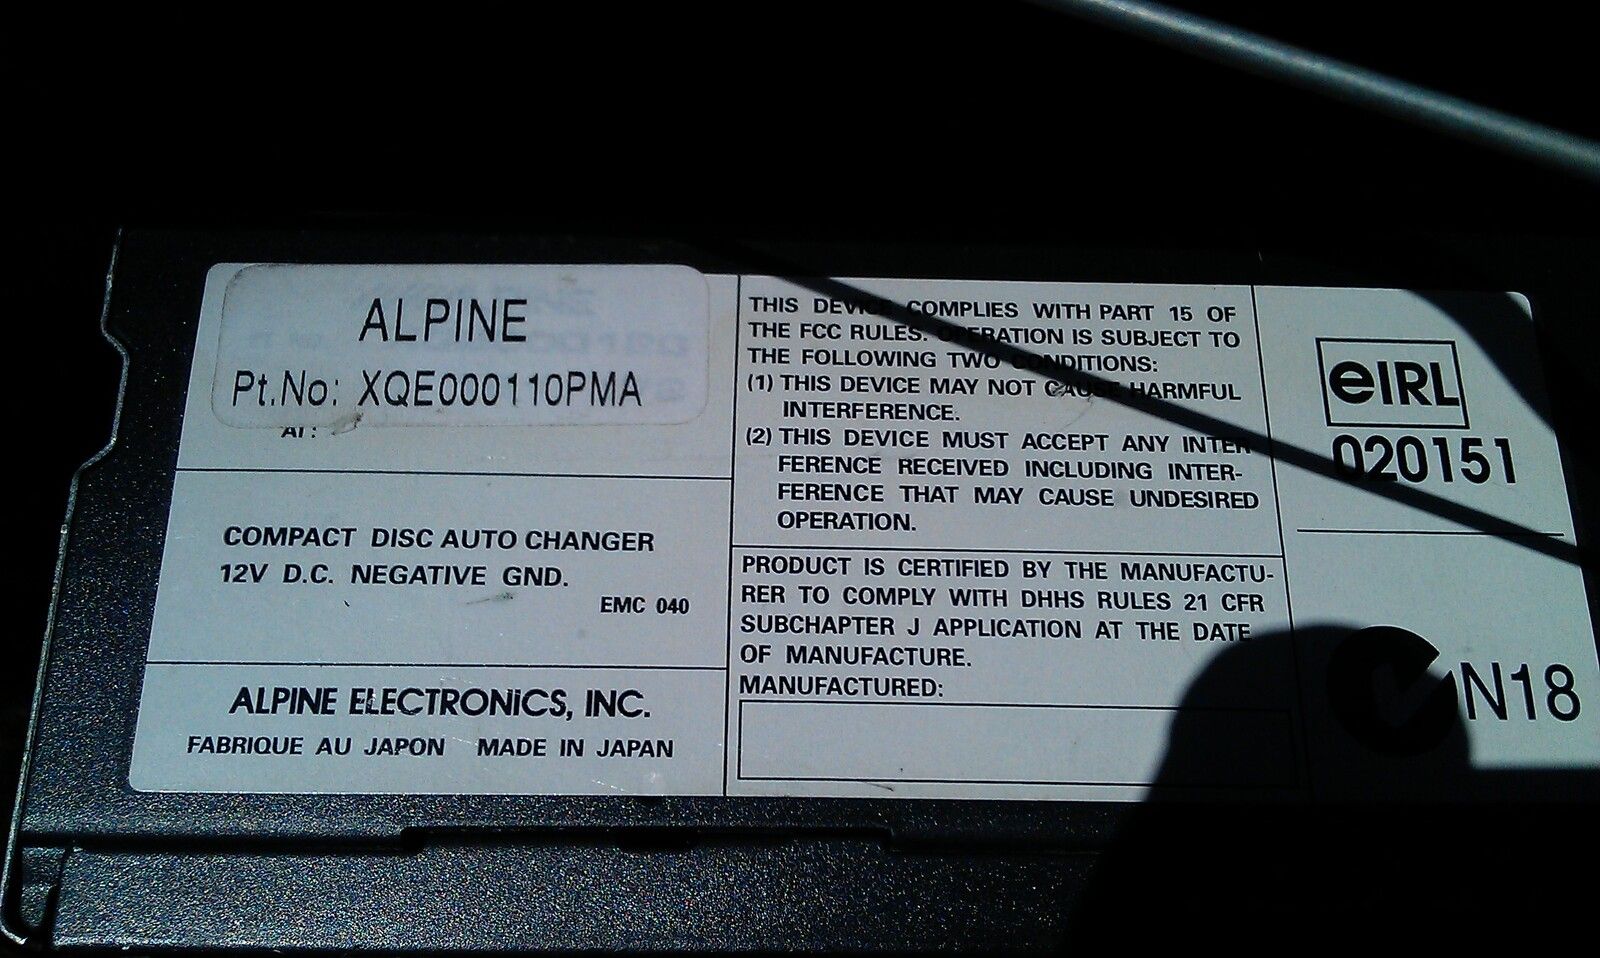 ALPINE
Pt.No: XQE000110PMA
COMPACT DISC AUTO CHANGER
12V D.C. NEGATIVE GND.
EMC 040
ALPINE ELECTRONICS, INC.
FABRIQUE AU JAPON MADE IN JAPAN
THIS DEVICE COMPLIES WITH PART 15 OF
THE FCC RULES. OPERATION IS SUBJECT TO
THE FOLLOWING TWO CONDITIONS:
(1) THIS DEVICE MAY NOT CAUSE HARMFUL
INTERFERENCE.
(2) THIS DEVICE MUST ACCEPT ANY INTER
FERENCE RECEIVED INCLUDING INTER-
FERENCE THAT MAY CAUSE UNDESIRED
OPERATION.
PRODUCT IS CERTIFIED BY THE MANUFACTU-
RER TO COMPLY WITH DHHS RULES 21 CFR
SUBCHAPTER J APPLICATION AT THE DATE
OF MANUFACTURE.
MANUFACTURED:
eIRL
020151
N18